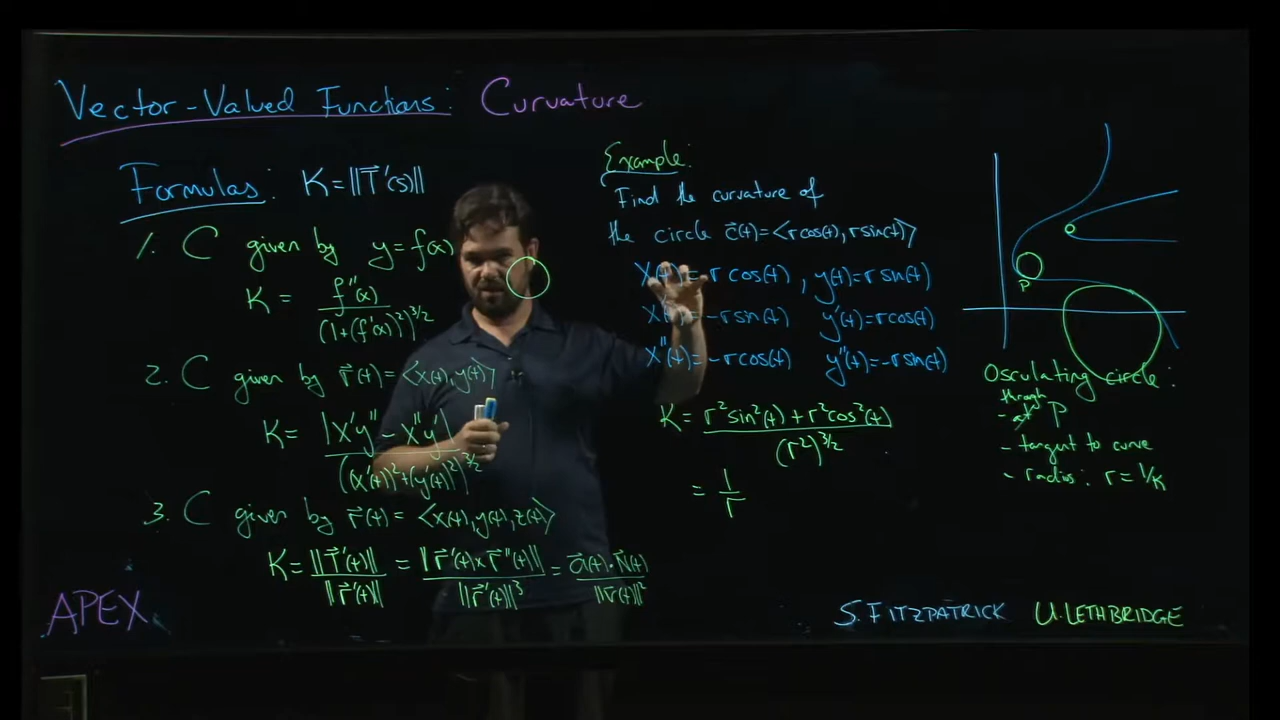 Vector-Valued Functions: Curvature
Formulas: K=||T⃗'(s)||
1. C given by y=f(x)
K = f''(x) / (1+(f'(x))²)^3/2
2. C given by r⃗(t)= ⟨x(t), y(t)⟩
K= |x'y'' - x''y'| / ((x'(t))²+(y'(t))²)^3/2
3. C given by r⃗(t) = ⟨x(t), y(t), z(t)⟩
K= ||T⃗'(t)|| / ||r⃗'(t)|| = ||r⃗'(t)×r⃗''(t)|| / ||r⃗'(t)||³ = a⃗(t)·N⃗(t) / ||v⃗(t)||²
APEX
Example:
Find the curvature of
the circle c⃗(t)=⟨rcos(t), rsin(t)⟩
x(t)= rcos(t), y(t)=rsin(t)
x'(t)= -rsin(t) y'(t)=rcos(t)
x''(t)= -rcos(t) y''(t)=-rsin(t)
K= r²sin²(t) + r²cos²(t) / (r²)^3/2
= 1/r
P
Osculating circle:
through
- P
- tangent to curve
- radius: r = 1/K
S. FITZPATRICK U. LETHBRIDGE